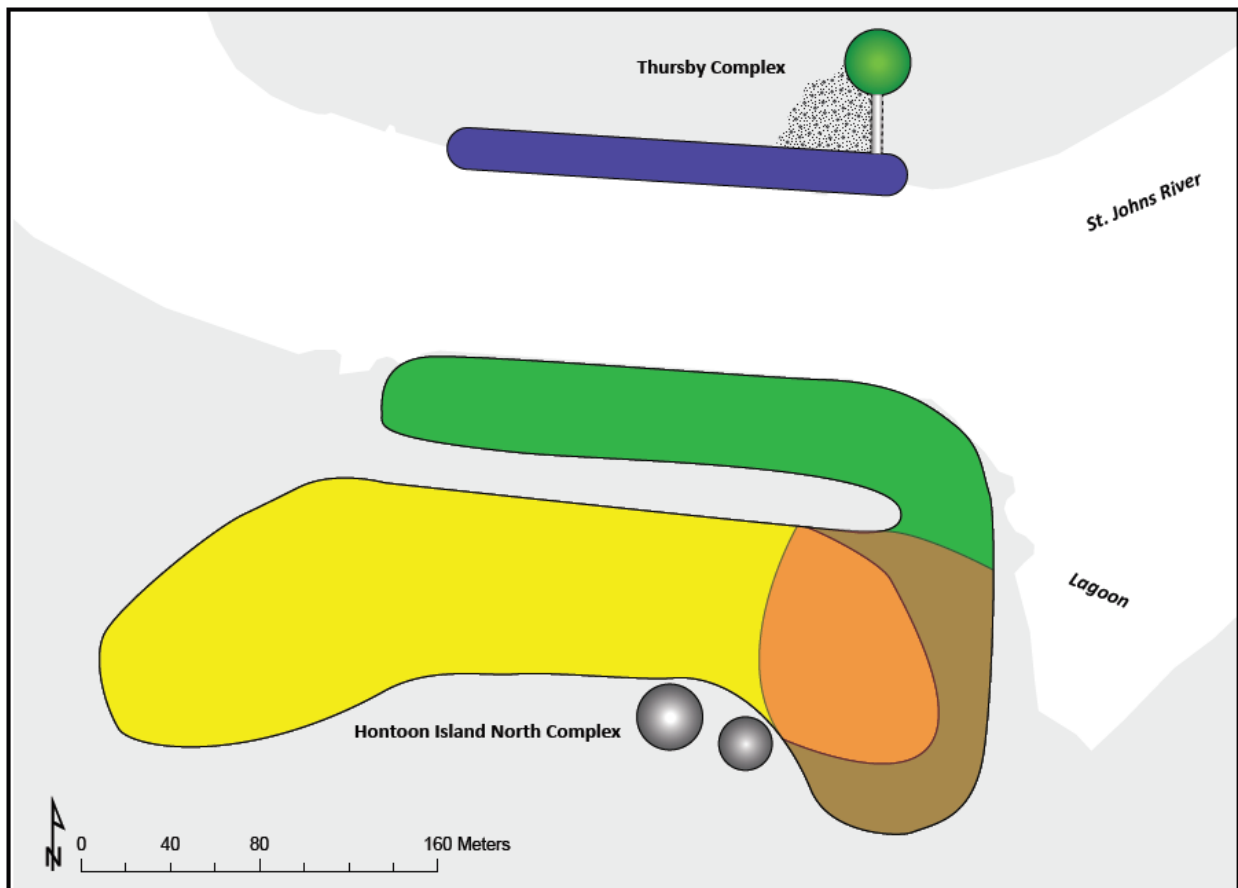 Thursby Complex
St. Johns River
Lagoon
Hontoon Island North Complex
N
0 40 80 160 Meters